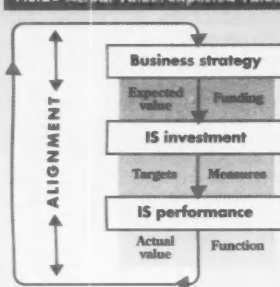 Business strategy
Expected Funding
value
IS investment
Targets Measures
IS performance
Actual Function
value
ALIGNMENT